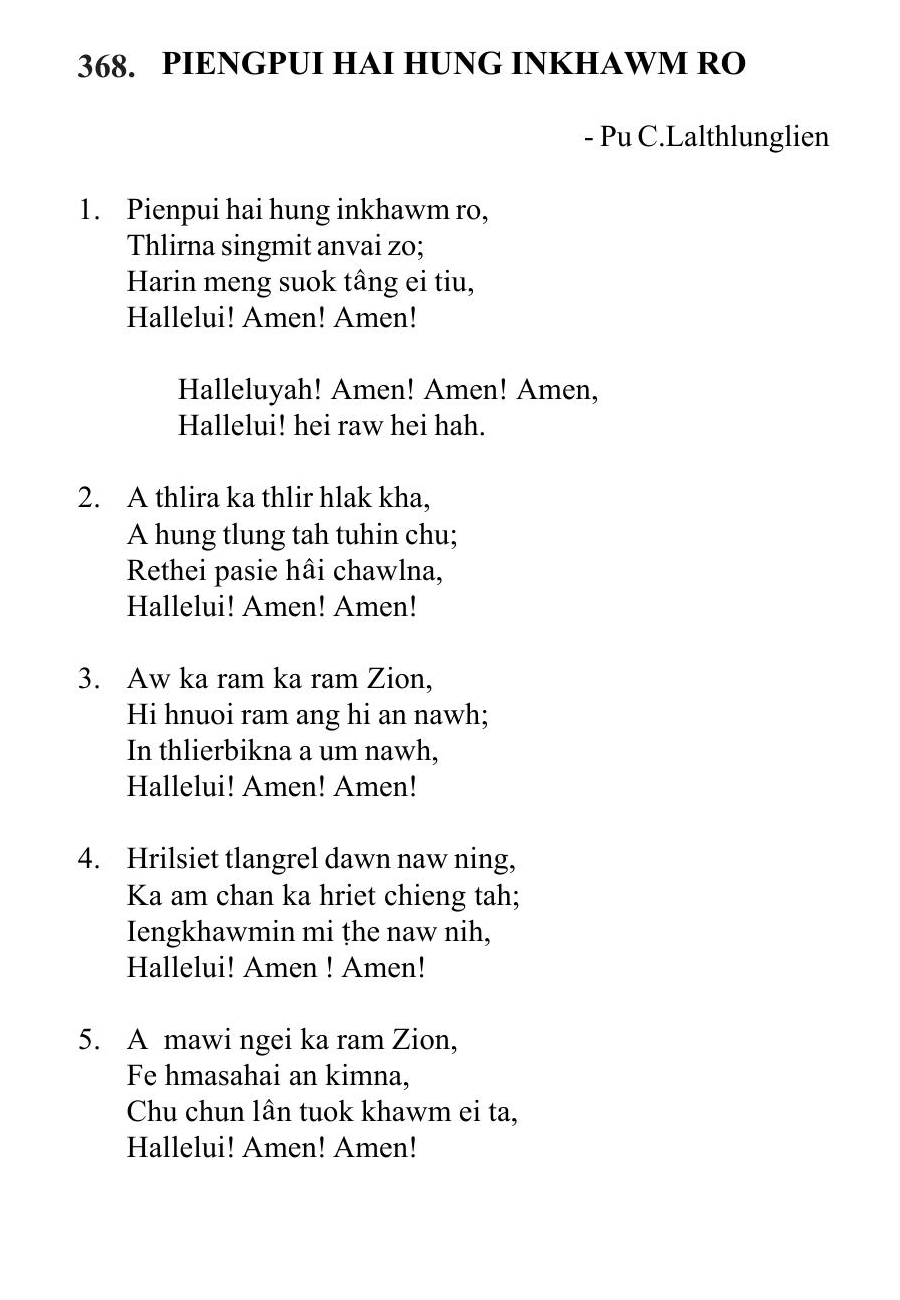 368. PIENGPUI HAI HUNG INKHAWM RO
- Pu C.Lalthlunglien
1. Pienpui hai hung inkhawm ro,
Thlirna singmit anvai zo;
Harin meng suok tâng ei tiu,
Hallelui! Amen! Amen!
Halleluyah! Amen! Amen! Amen,
Hallelui! hei raw hei hah.
2. A thlira ka thlir hlak kha,
A hung tlung tah tuhin chu;
Rethei pasie hâi chawlna,
Hallelui! Amen! Amen!
3. Aw ka ram ka ram Zion,
Hi hnuoi ram ang hi an nawh;
In thlierbikna a um nawh,
Hallelui! Amen! Amen!
4. Hrilsiet tlangrel dawn naw ning,
Ka am chan ka hriet chieng tah;
Iengkhawmin mi ṭhe naw nih,
Hallelui! Amen ! Amen!
5. A mawi ngei ka ram Zion,
Fe hmasahai an kimna,
Chu chun lân tuok khawm ei ta,
Hallelui! Amen! Amen!